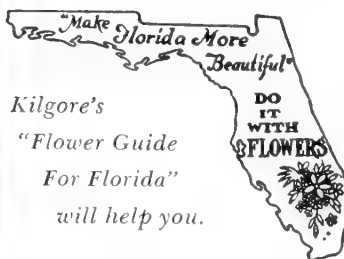 "Make
Florida More
Beautiful"
DO
IT
WITH
FLOWERS
Kilgore's
"Flower Guide
For Florida"
will help you.